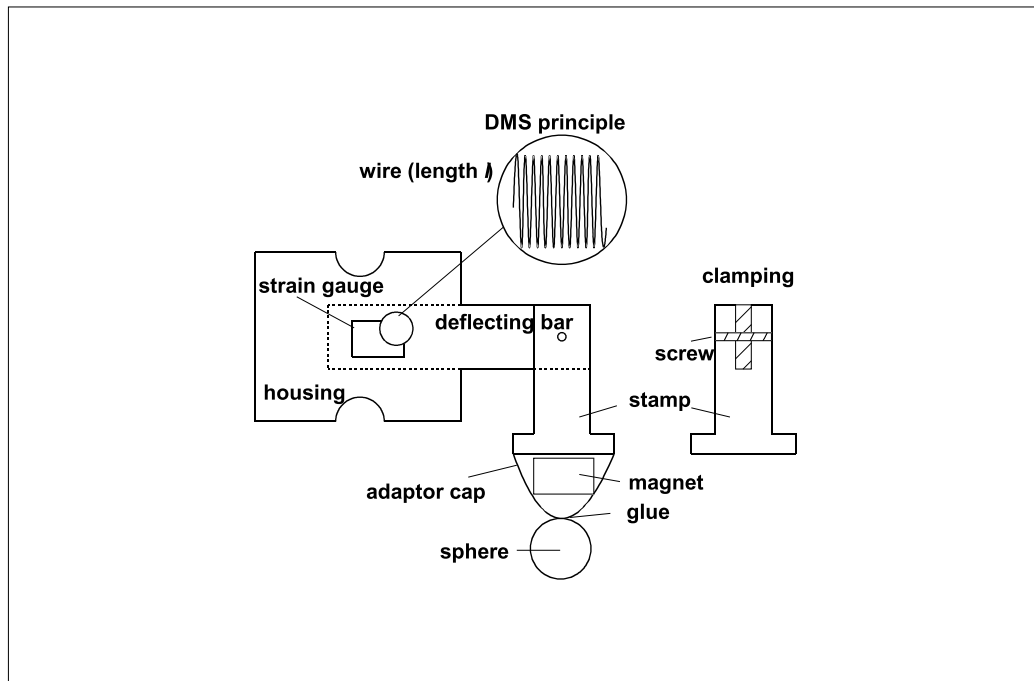 DMS principle
wire (length l)
clamping
strain gauge
deflecting bar
screw
housing
stamp
adaptor cap
magnet
glue
sphere